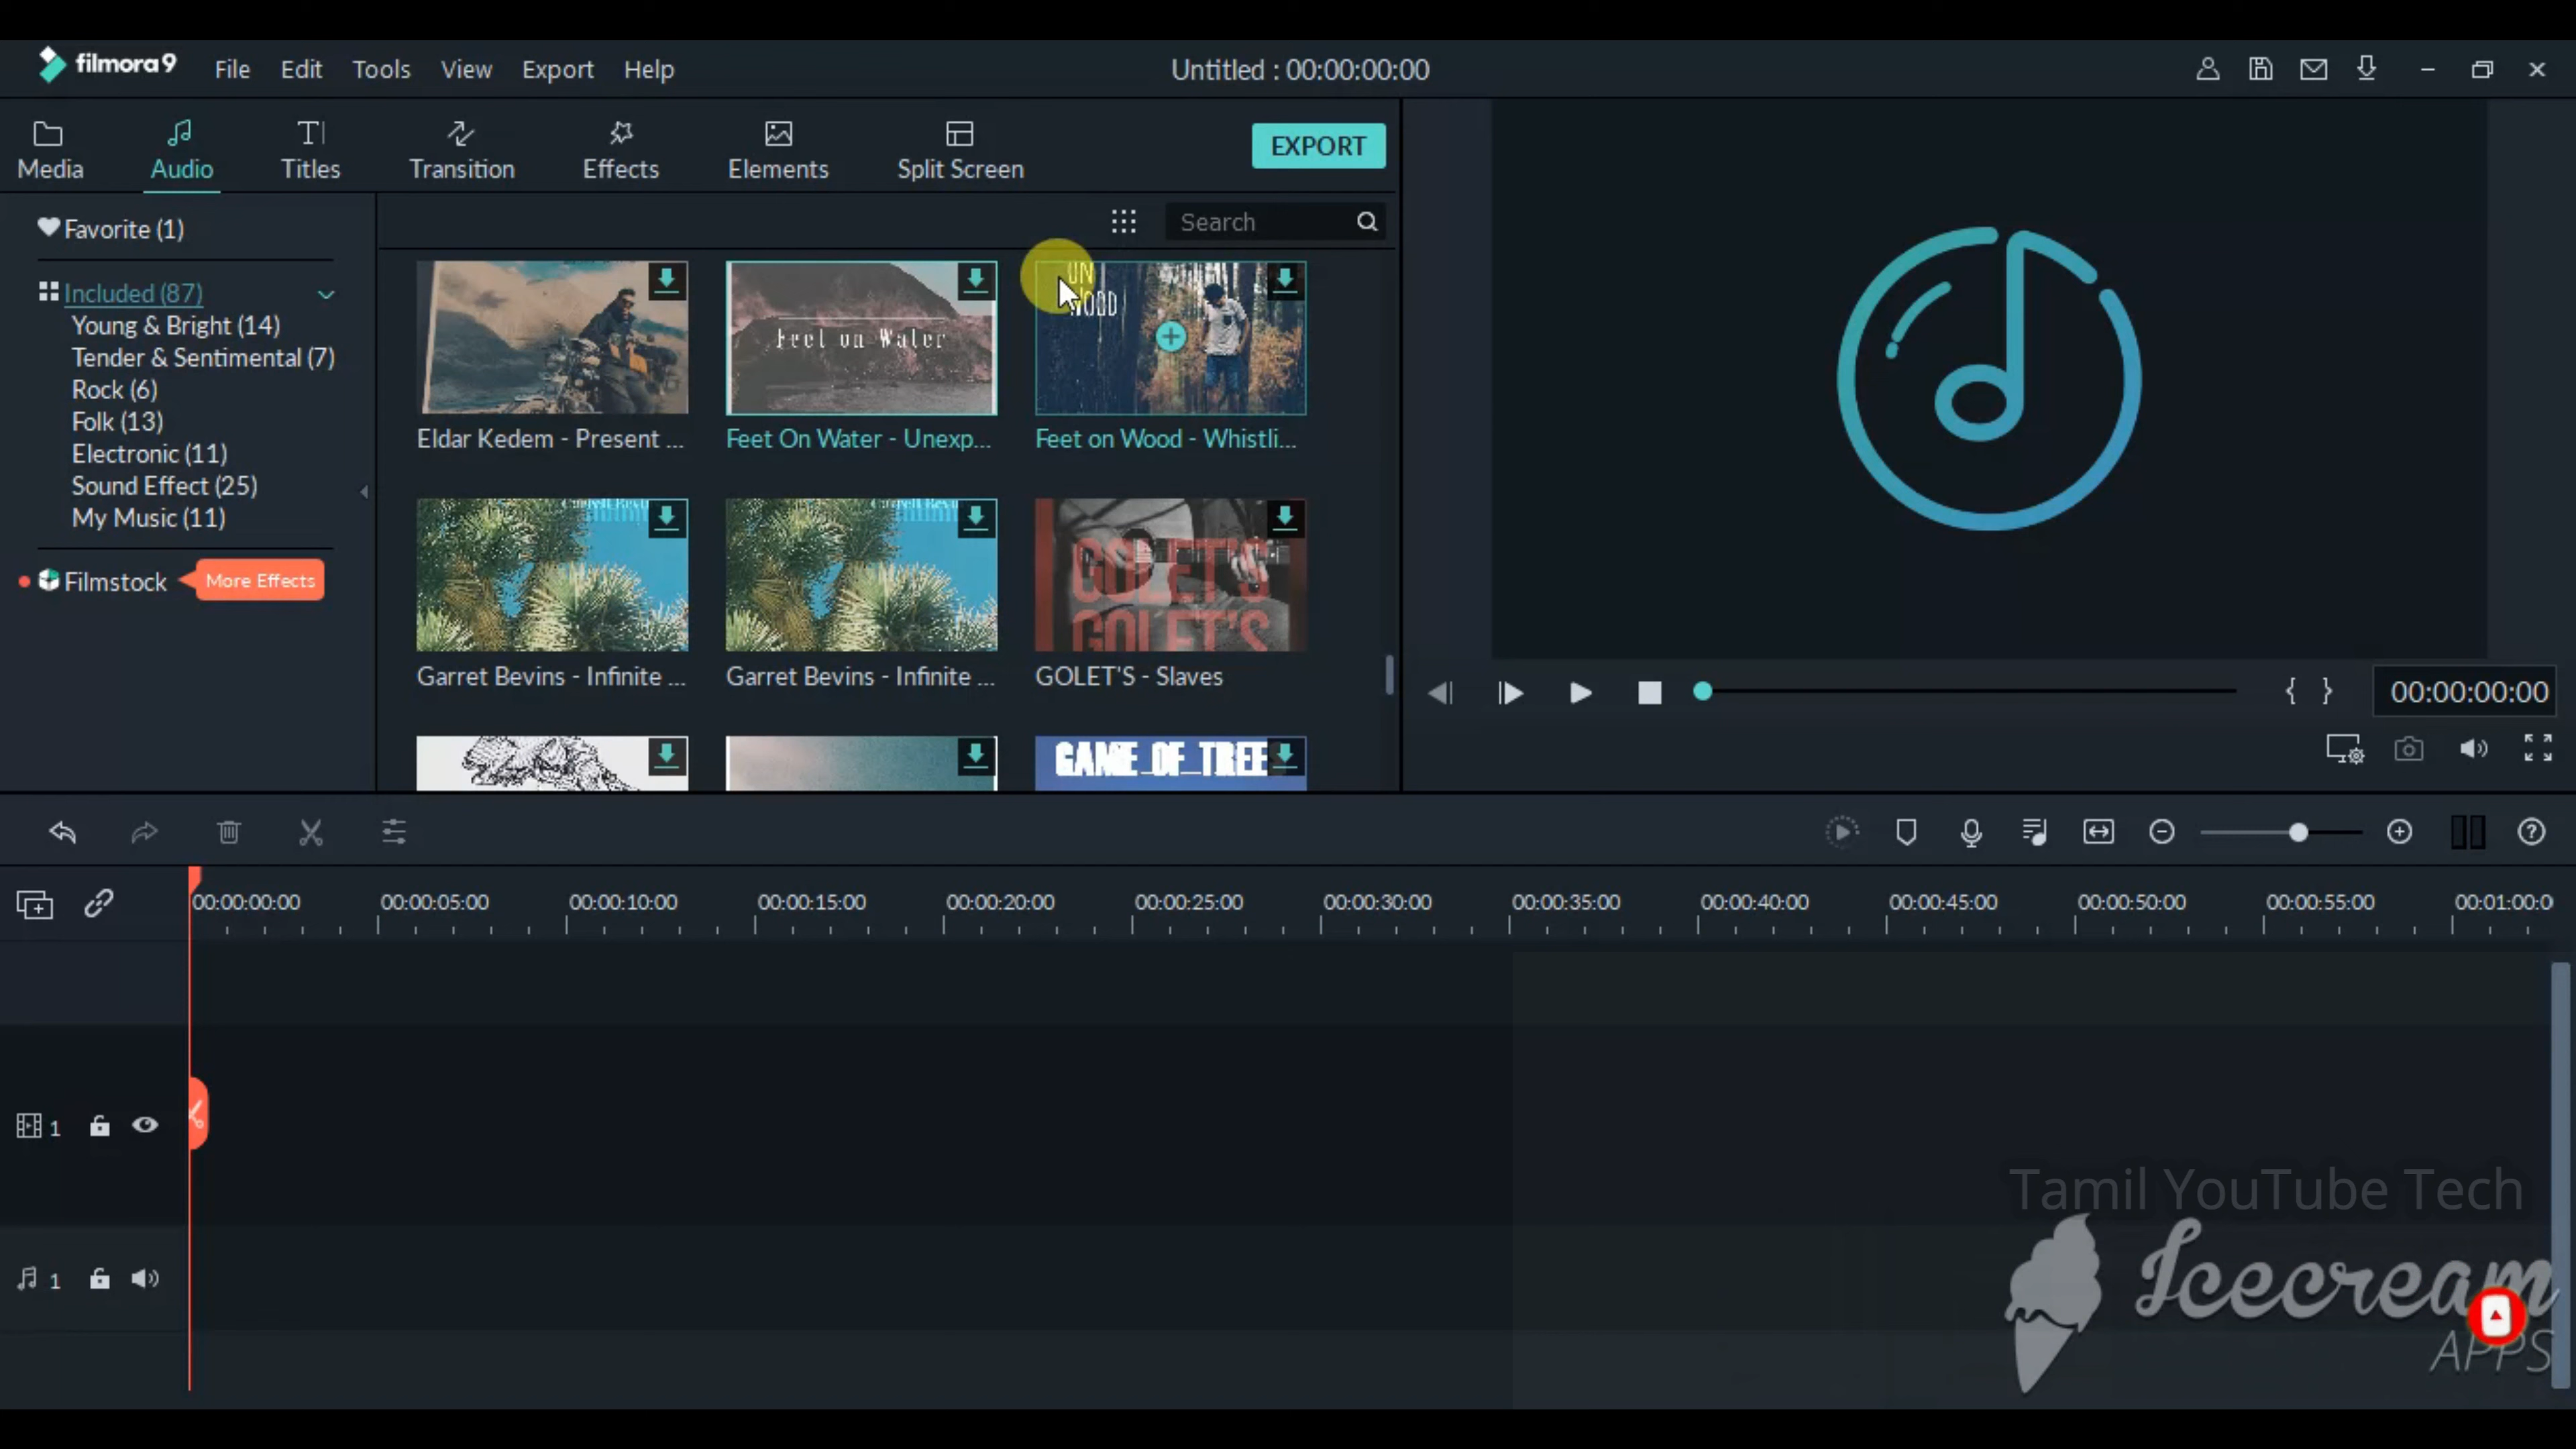 filmora9
File Edit Tools View Export Help
Untitled : 00:00:00:00
Media
Audio
Titles
Transition
Effects
Elements
Split Screen
EXPORT
Favorite (1)
Included (87)
Young & Bright (14)
Tender & Sentimental (7)
Rock (6)
Folk (13)
Electronic (11)
Sound Effect (25)
My Music (11)
Filmstock
More Effects
Search
Feet on Water
ON
WOOD
Eldar Kedem - Present ...
Feet On Water - Unexp...
Feet on Wood - Whistli...
GOLET'S
GOLET'S
Garret Bevins - Infinite ...
Garret Bevins - Infinite ...
GOLET'S - Slaves
GAME OF TREE
00:00:00:00
00:00:00:00
00:00:05:00
00:00:10:00
00:00:15:00
00:00:20:00
00:00:25:00
00:00:30:00
00:00:35:00
00:00:40:00
00:00:45:00
00:00:50:00
00:00:55:00
00:01:00:0
1
1
Tamil YouTube Tech
Icecream
APPS